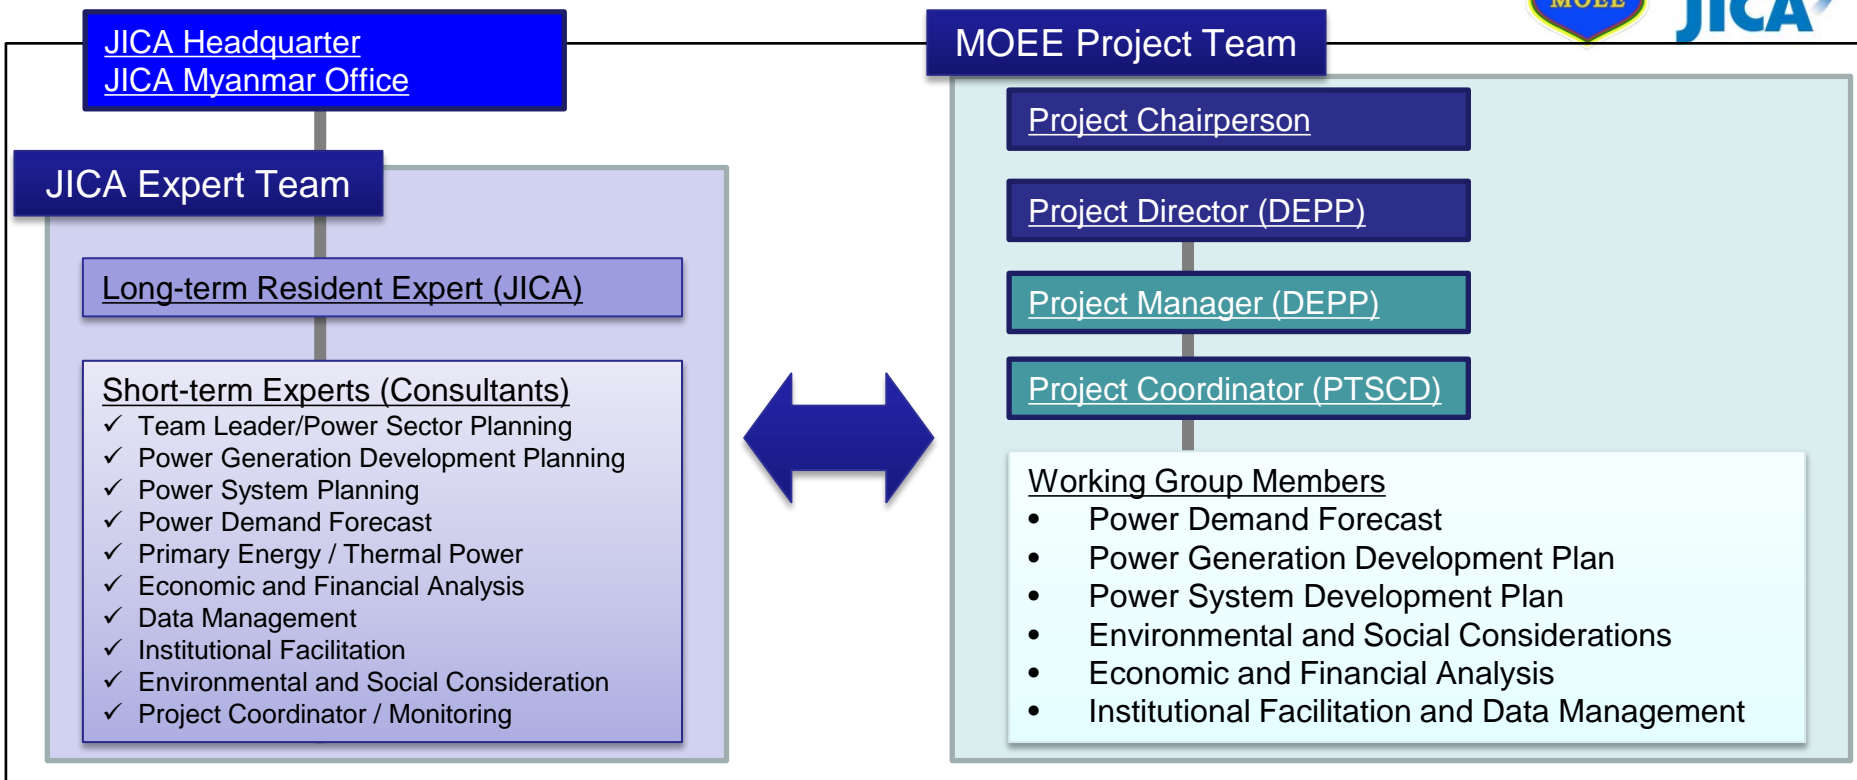 MOEE
JICA
JICA Headquarter
JICA Myanmar Office
JICA Expert Team
Long-term Resident Expert (JICA)
Short-term Experts (Consultants)
✓ Team Leader/Power Sector Planning
✓ Power Generation Development Planning
✓ Power System Planning
✓ Power Demand Forecast
✓ Primary Energy / Thermal Power
✓ Economic and Financial Analysis
✓ Data Management
✓ Institutional Facilitation
✓ Environmental and Social Consideration
✓ Project Coordinator / Monitoring
MOEE Project Team
Project Chairperson
Project Director (DEPP)
Project Manager (DEPP)
Project Coordinator (PTSCD)
Working Group Members
• Power Demand Forecast
• Power Generation Development Plan
• Power System Development Plan
• Environmental and Social Considerations
• Economic and Financial Analysis
• Institutional Facilitation and Data Management